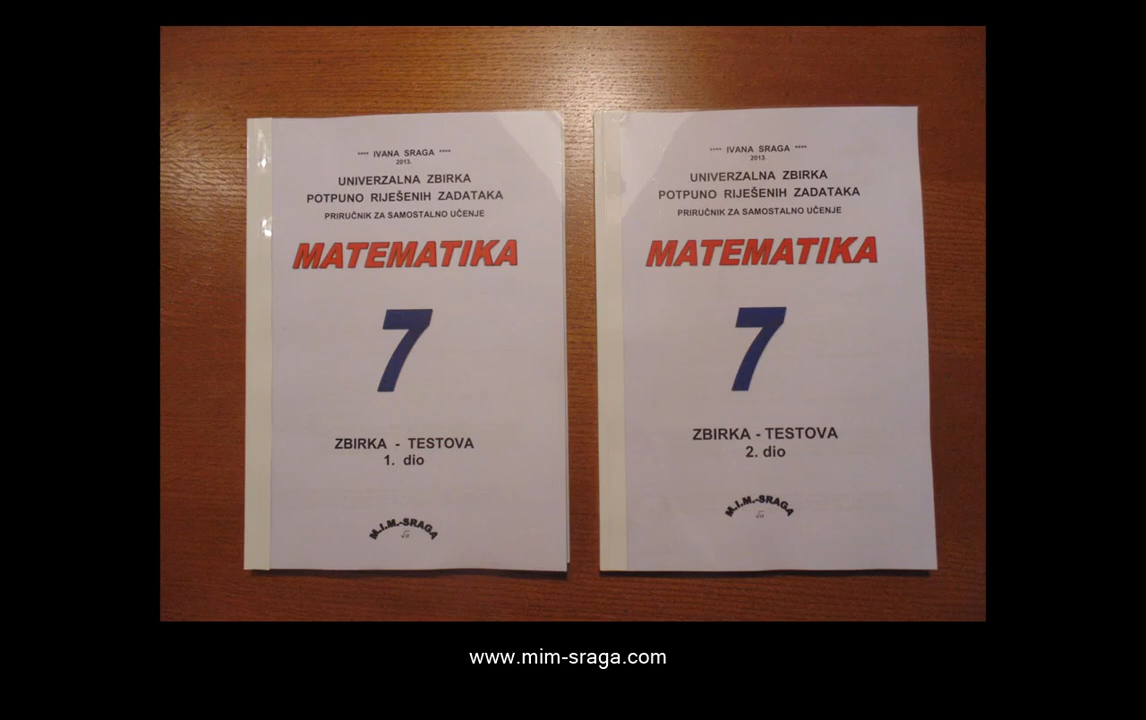 **** IVANA SRAGA ****
2013.
UNIVERZALNA ZBIRKA
POTPUNO RIJEŠENIH ZADATAKA
PRIRUČNIK ZA SAMOSTALNO UČENJE
MATEMATIKA
7
ZBIRKA - TESTOVA
1. dio
M.I.M.-SRAGA
**** IVANA SRAGA ****
2013.
UNIVERZALNA ZBIRKA
POTPUNO RIJEŠENIH ZADATAKA
PRIRUČNIK ZA SAMOSTALNO UČENJE
MATEMATIKA
7
ZBIRKA - TESTOVA
2. dio
M.I.M.-SRAGA
www.mim-sraga.com